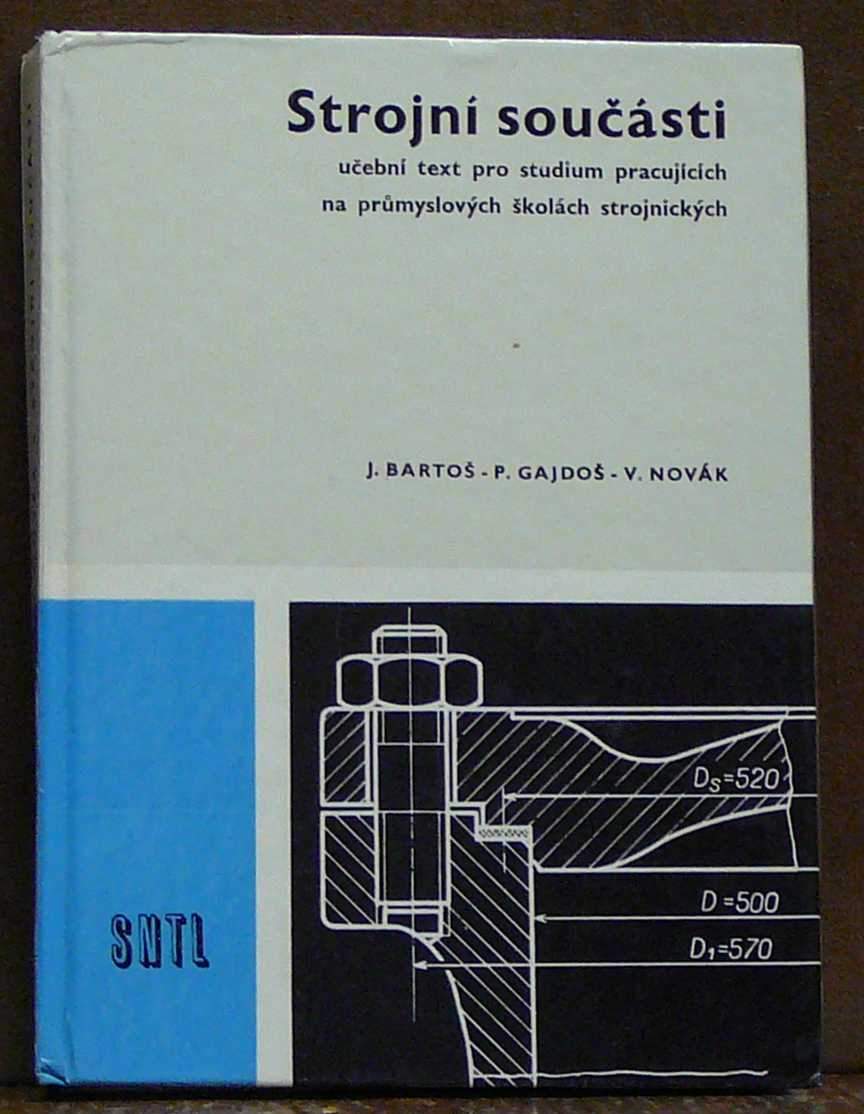 Strojní součásti
učební text pro studium pracujících
na průmyslových školách strojnických
J. BARTOŠ - P. GAJDOŠ - V. NOVÁK
DS=520
D=500
D1=570
SNTL